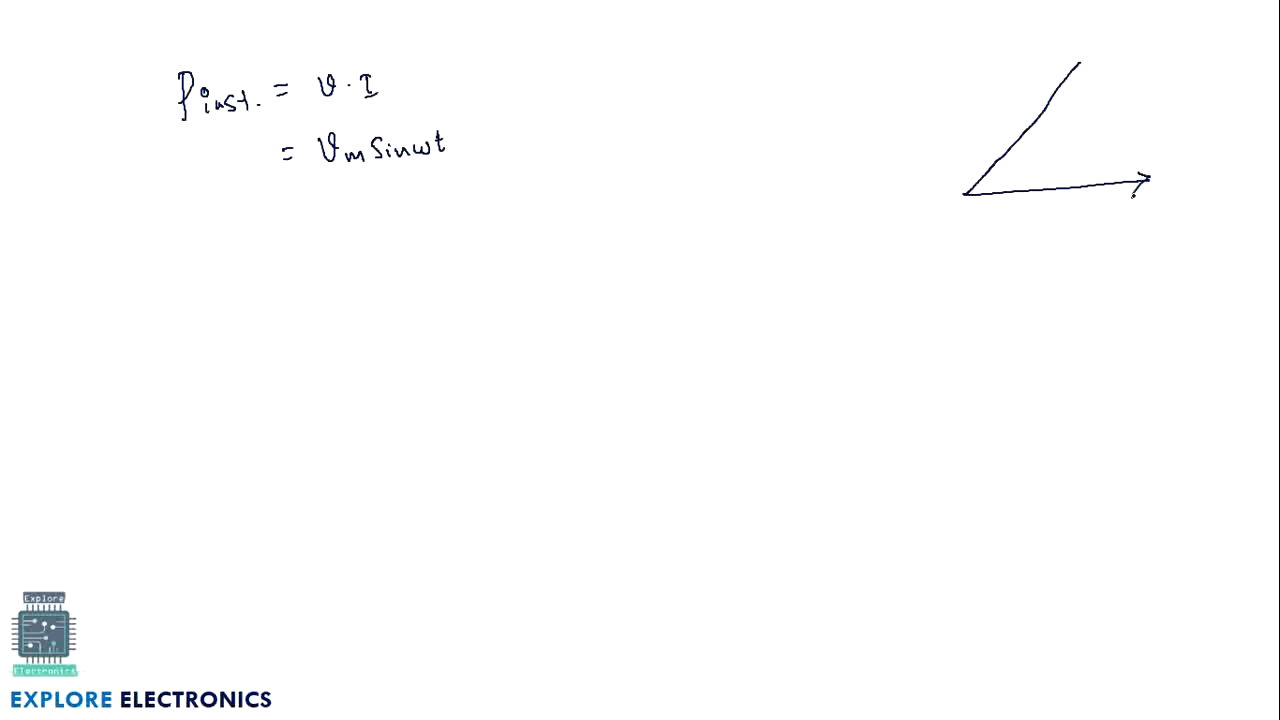 Pinst. = v · I
= vm sinωt
Explore
Electronics
EXPLORE ELECTRONICS